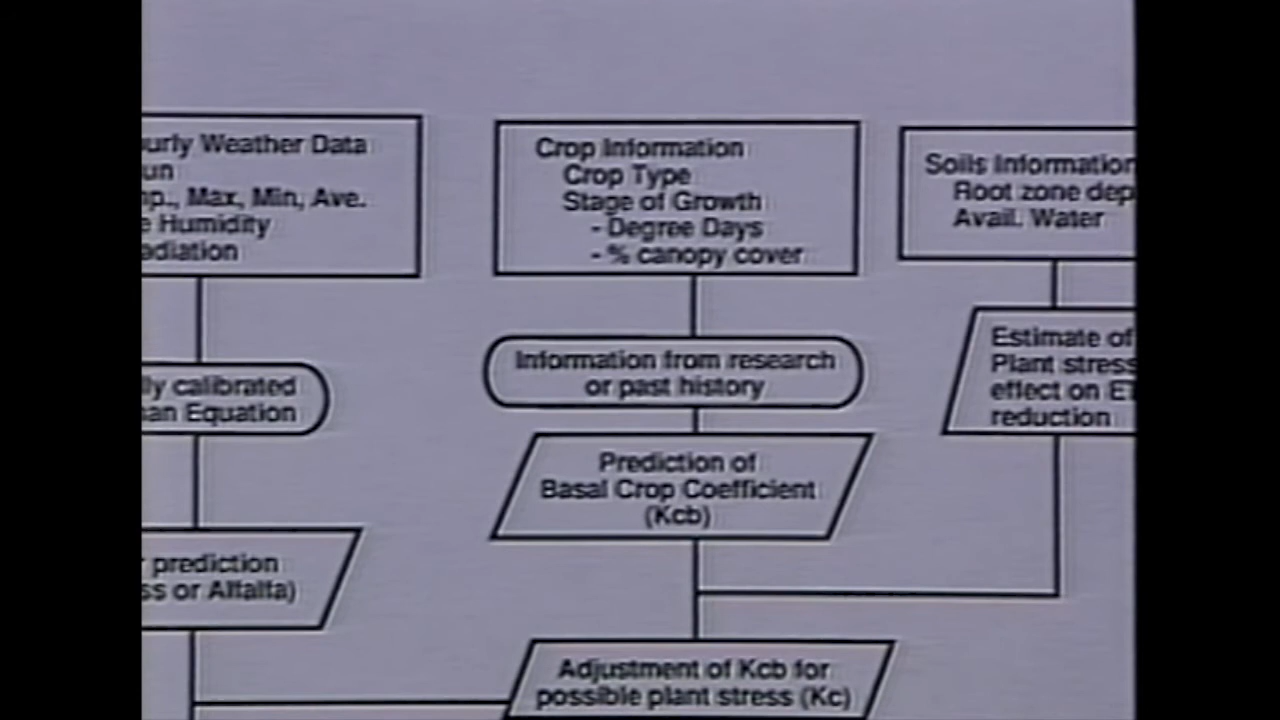 ourly Weather Data
un
mp., Max, Min, Ave.
e Humidity
adiation
Crop Information
Crop Type
Stage of Growth
- Degree Days
- % canopy cover
Soils Information
Root zone dep
Avail. Water
lly calibrated
an Equation
Information from research
or past history
Estimate of
Plant stress
effect on ET
reduction
Prediction of
Basal Crop Coefficient
(Kcb)
r prediction
ss or Alfalfa)
Adjustment of Kcb for
possible plant stress (Kc)